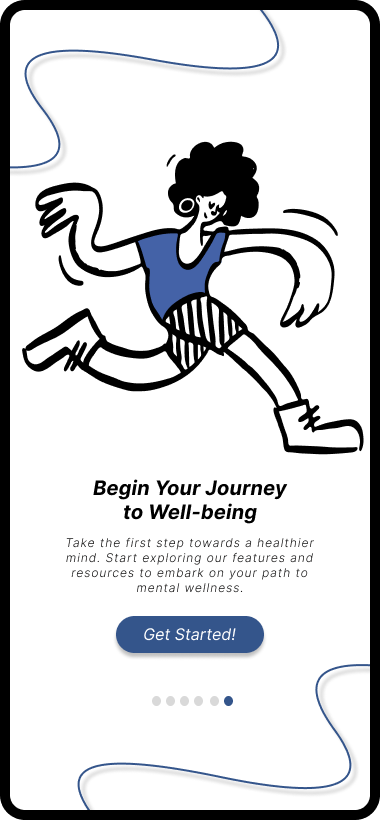 Begin Your Journey
to Well-being
Take the first step towards a healthier
mind. Start exploring our features and
resources to embark on your path to
mental wellness.
Get Started!